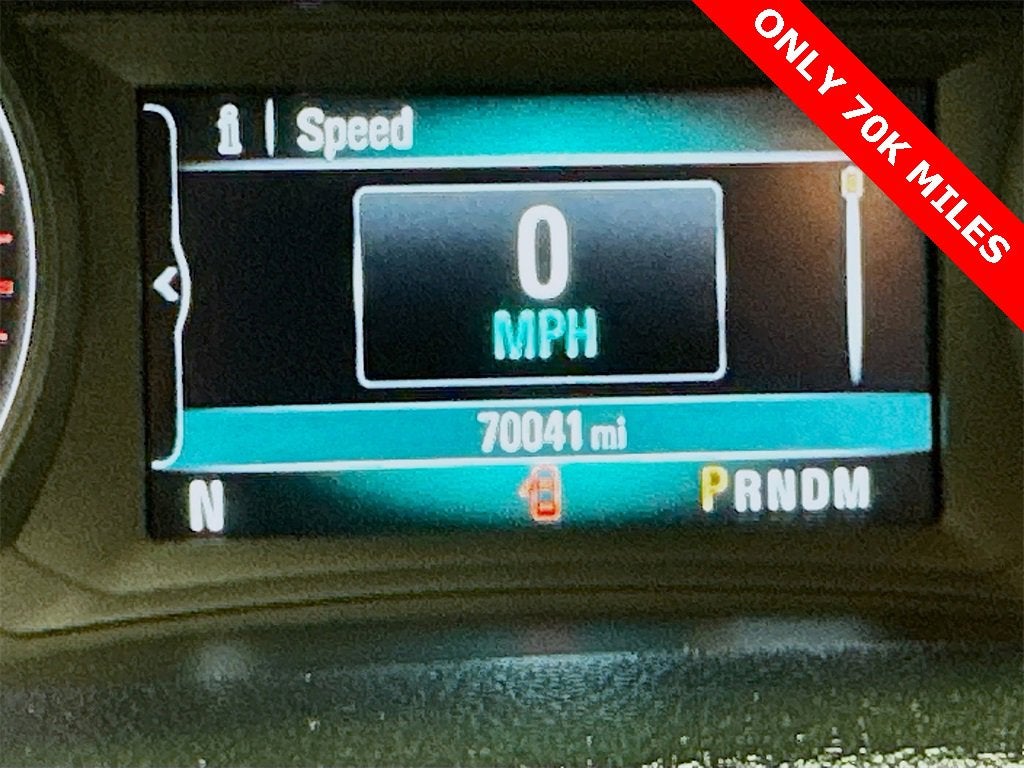 ONLY 70K MILES
i | Speed
0
MPH
70041 mi
N PRNDM